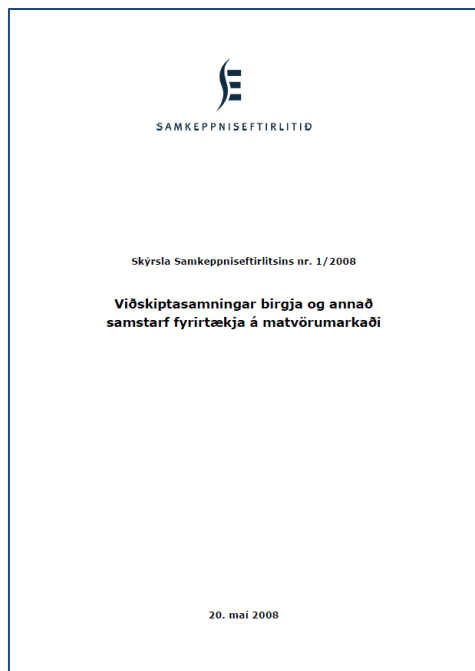 SAMKEPPNISEFTIRLITIÐ
Skýrsla Samkeppniseftirlitsins nr. 1/2008
Viðskiptasamningar birgja og annað
samstarf fyrirtækja á matvörumarkaði
20. maí 2008